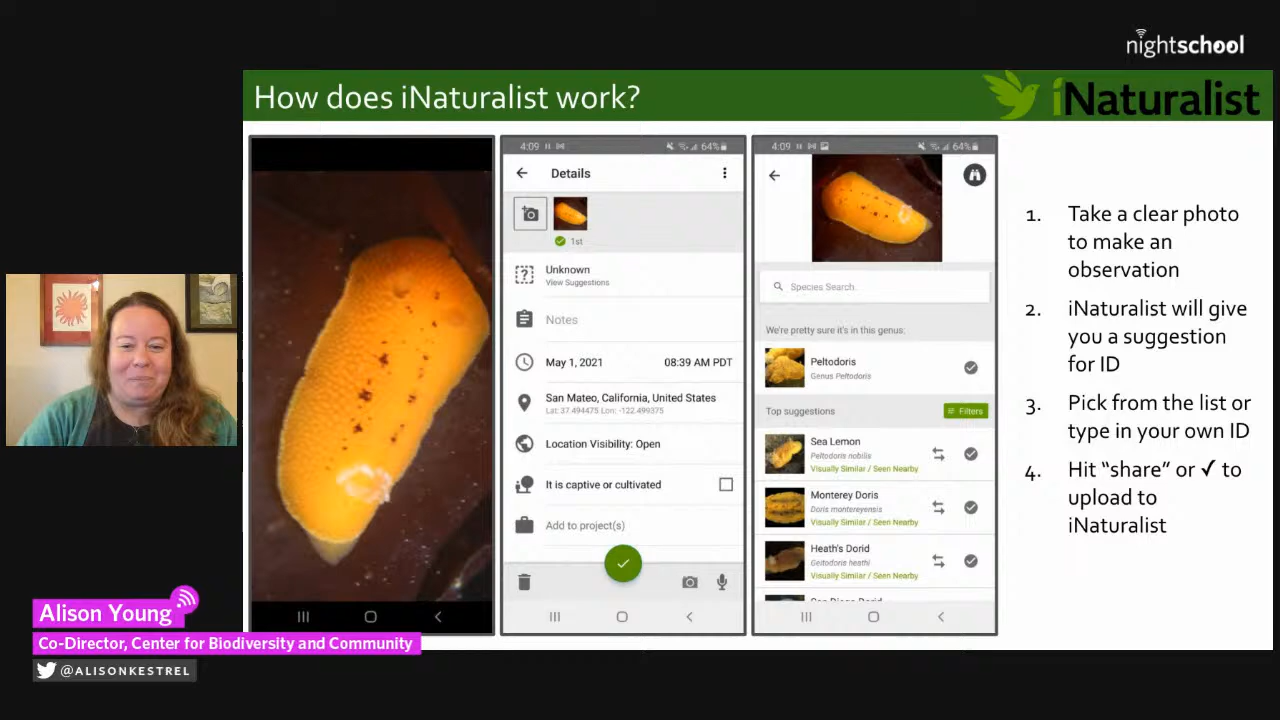 nightschool
How does iNaturalist work?
iNaturalist
4:09
64%
Details
1st
Unknown
View Suggestions
Notes
May 1, 2021 08:39 AM PDT
San Mateo, California, United States
Lat: 37.494475 Lon: -122.499375
Location Visibility: Open
It is captive or cultivated
Add to project(s)
4:09
64%
Species Search
We're pretty sure it's in this genus:
Peltodoris
Genus Peltodoris
Top suggestions
Filters
Sea Lemon
Peltodoris nobilis
Visually Similar / Seen Nearby
Monterey Doris
Doris montereyensis
Visually Similar / Seen Nearby
Heath's Dorid
Geitodoris heathi
Visually Similar / Seen Nearby
1. Take a clear photo
to make an
observation
2. iNaturalist will give
you a suggestion
for ID
3. Pick from the list or
type in your own ID
4. Hit “share” or ✓ to
upload to
iNaturalist
Alison Young
Co-Director, Center for Biodiversity and Community
@ALISONKESTREL